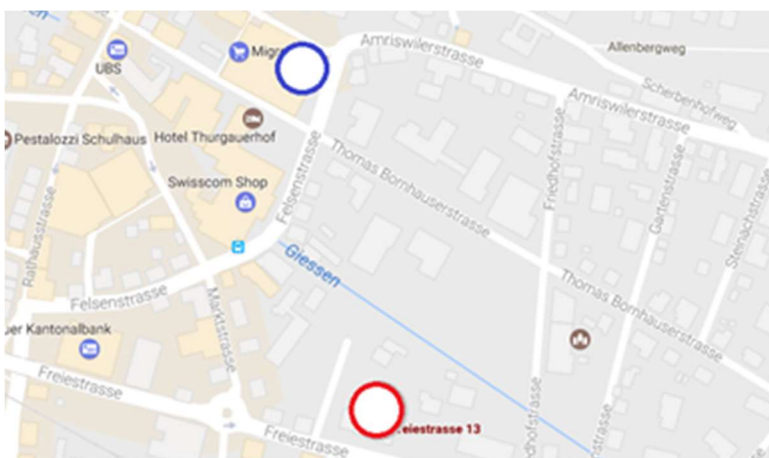 Amriswilerstrasse
Allenbergweg
UBS
Scherbenhofweg
Amriswilerstrasse
Pestalozzi Schulhaus
Hotel Thurgauerhof
Thomas Bornhauserstrasse
Friedhofstrasse
Felsenstrasse
Swisscom Shop
Gartenstrasse
Steinachstrasse
Rathausstrasse
Giessen
Thomas Bornhauserstrasse
Felsenstrasse
Marktstrasse
Kantonalbank
Freiestrasse
Freiestrasse
eiestrasse 13